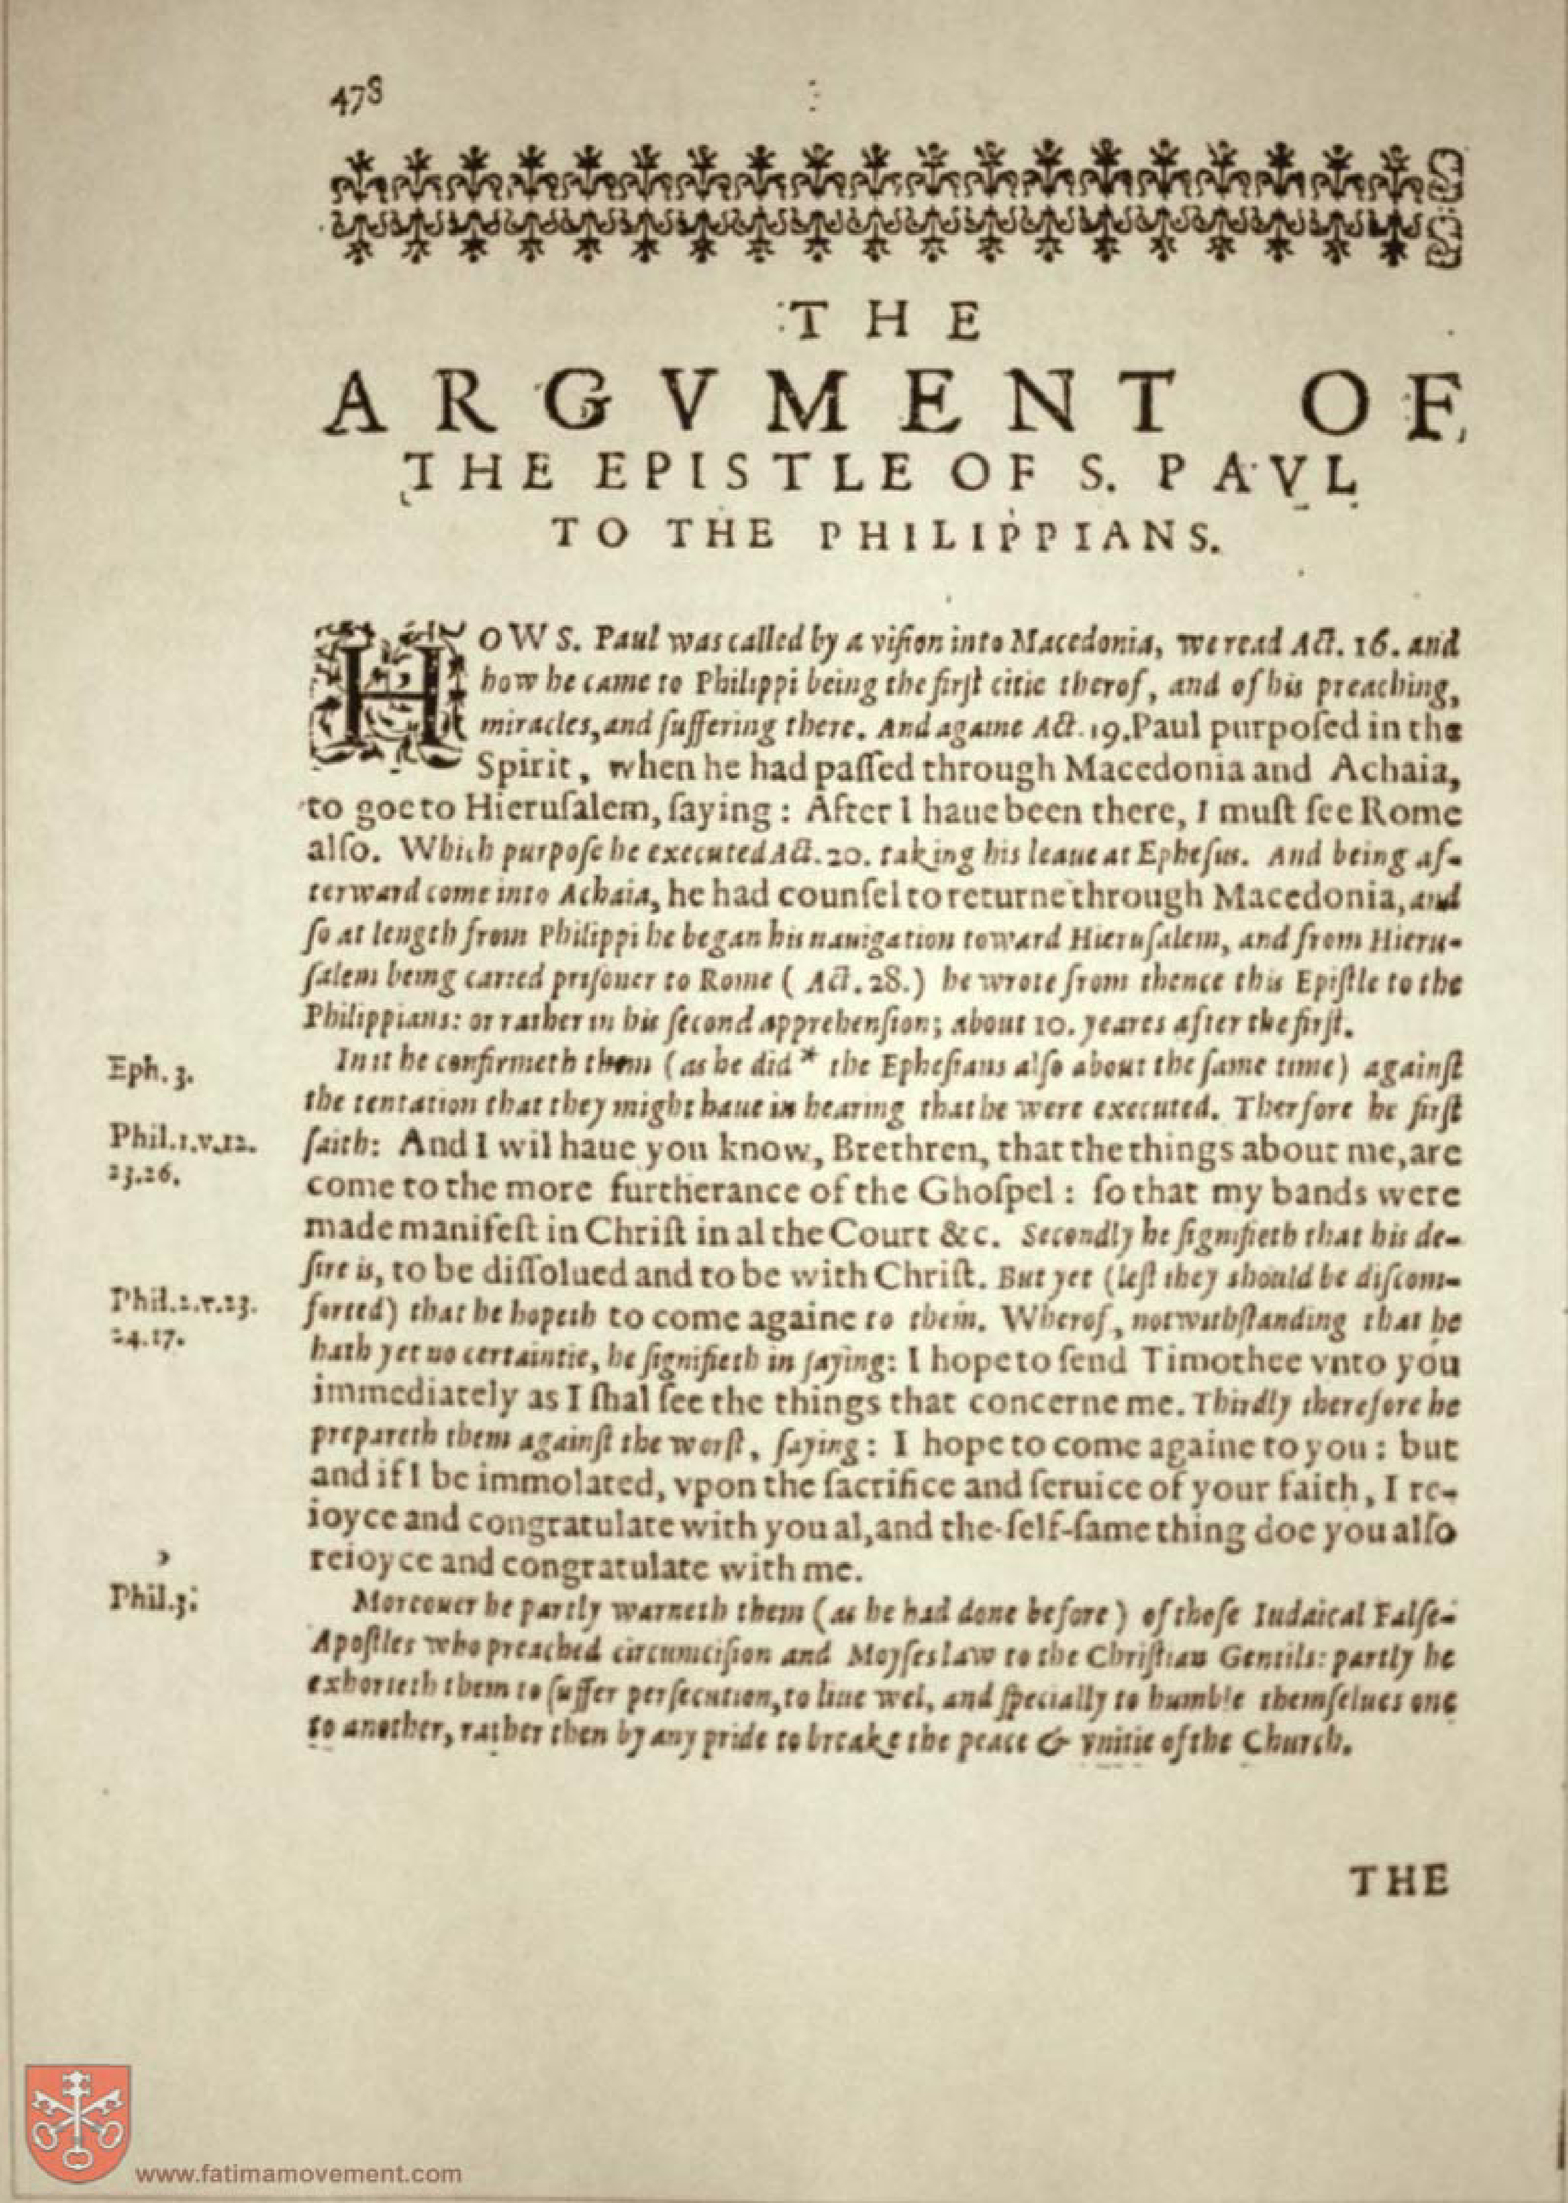 478
THE
ARGVMENT OF
THE EPISTLE OF S. PAVL
TO THE PHILIPPIANS.
HOW S. Paul was called by a viſion into Macedonia, we read Act. 16. and
how he came to Philippi being the firſt citie therof, and of his preaching,
miracles, and ſuffering there. And againe Act. 19. Paul purpoſed in the
Spirit, when he had paſſed through Macedonia and Achaia,
to goe to Hieruſalem, ſaying: After I haue been there, I muſt ſee Rome
alſo. Which purpoſe he executed Act. 20. taking his leaue at Epheſus. And being af-
terward come into Achaia, he had counſel to returne through Macedonia, and
ſo at length from Philippi he began his nauigation toward Hieruſalem, and from Hieru-
ſalem being caried priſoner to Rome (Act. 28.) he wrote from thence this Epiſtle to the
Philippians: or rather in his ſecond apprehenſion; about 10. yeares after the firſt.
Eph. 3.
In it he confirmeth them (as he did * the Epheſians alſo about the ſame time) againſt
the tentation that they might haue in hearing that he were executed. Therfore he firſt
Phil. 1. v. 12.
23. 26.
ſaith: And I wil haue you know, Brethren, that the things about me, are
come to the more furtherance of the Ghoſpel: ſo that my bands were
made manifeſt in Chriſt in al the Court &c. Secondly he ſignifieth that his de-
ſire is, to be diſſolued and to be with Chriſt. But yet (leſt they should be diſcom-
Phil. 2. v. 23.
24. 17.
forted) that he hopeth to come againe to them. Wherof, notwithſtanding that he
hath yet no certaintie, he ſignifieth in ſaying: I hope to ſend Timothee vnto you
immediately as I ſhal ſee the things that concerne me. Thirdly therefore he
prepareth them againſt the worſt, ſaying: I hope to come againe to you: but
and if I be immolated, vpon the ſacrifice and ſeruice of your faith, I re-
ioyce and congratulate with you al, and the-ſelf-ſame thing doe you alſo
reioyce and congratulate with me.
Phil. 3.
Moreouer he partly warneth them (as he had done before) of thoſe Iudaical Falſe-
Apoſtles who preached circumciſion and Moyſes law to the Chriſtian Gentils: partly he
exhorteth them to ſuffer perſecution, to liue wel, and ſpecially to humble themſelues one
to another, rather then by any pride to breake the peace & vnitie of the Church.
THE
www.fatimamovement.com